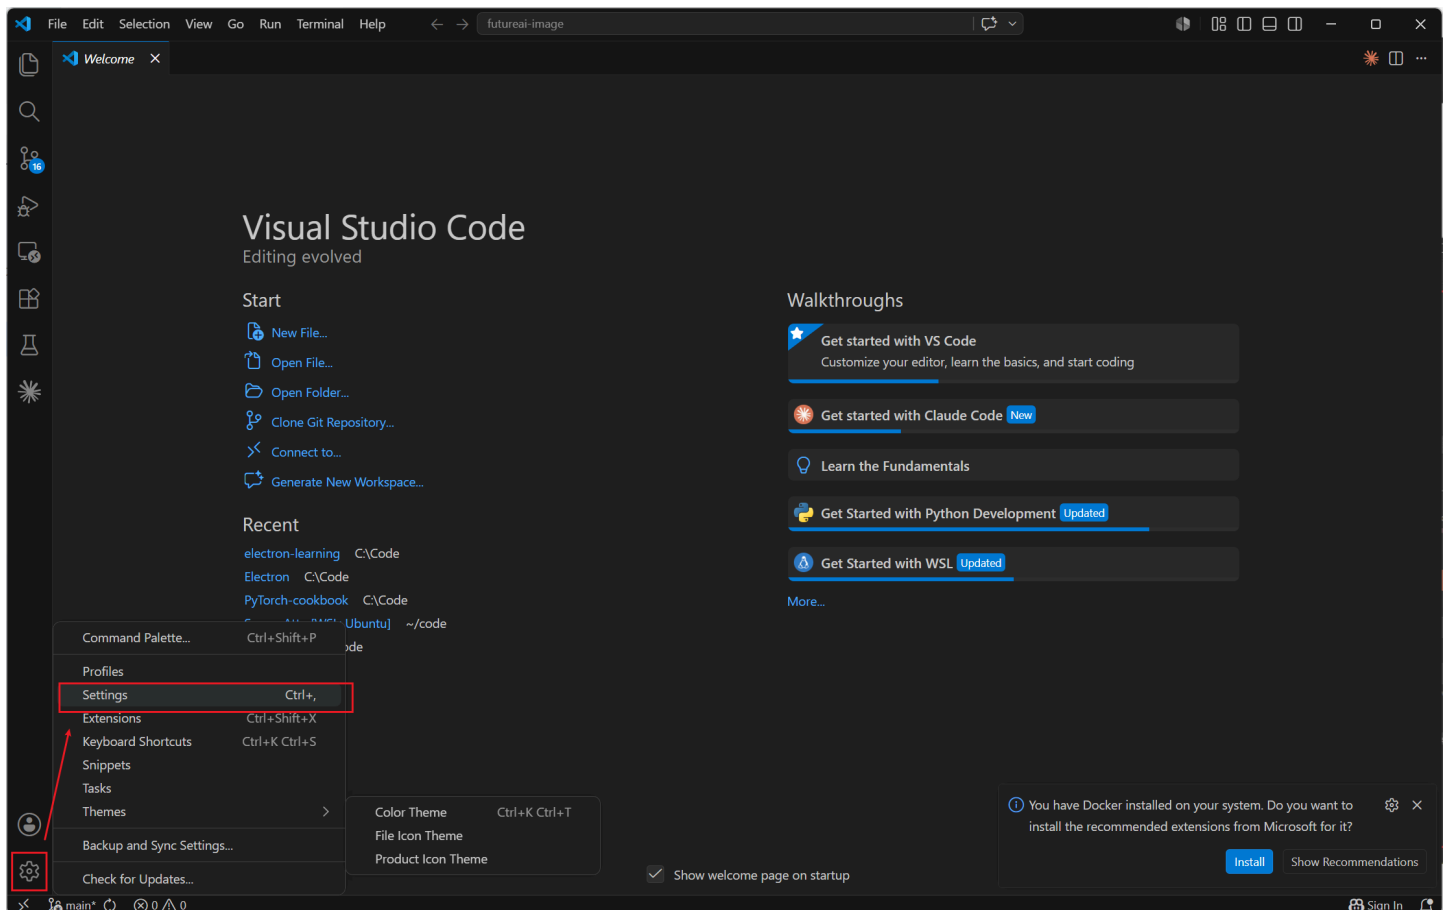 File Edit Selection View Go Run Terminal Help
futureai-image
Welcome
16
Visual Studio Code
Editing evolved
Start
New File...
Open File...
Open Folder...
Clone Git Repository...
Connect to...
Generate New Workspace...
Recent
electron-learning C:\Code
Electron C:\Code
PyTorch-cookbook C:\Code
Ubuntu] ~/code
Walkthroughs
Get started with VS Code
Customize your editor, learn the basics, and start coding
Get started with Claude Code New
Learn the Fundamentals
Get Started with Python Development Updated
Get Started with WSL Updated
More...
Command Palette... Ctrl+Shift+P
Profiles
Settings Ctrl+,
Extensions Ctrl+Shift+X
Keyboard Shortcuts Ctrl+K Ctrl+S
Snippets
Tasks
Themes
Backup and Sync Settings...
Check for Updates...
Color Theme Ctrl+K Ctrl+T
File Icon Theme
Product Icon Theme
Show welcome page on startup
You have Docker installed on your system. Do you want to
install the recommended extensions from Microsoft for it?
Install Show Recommendations
main* 0 0
Sign In